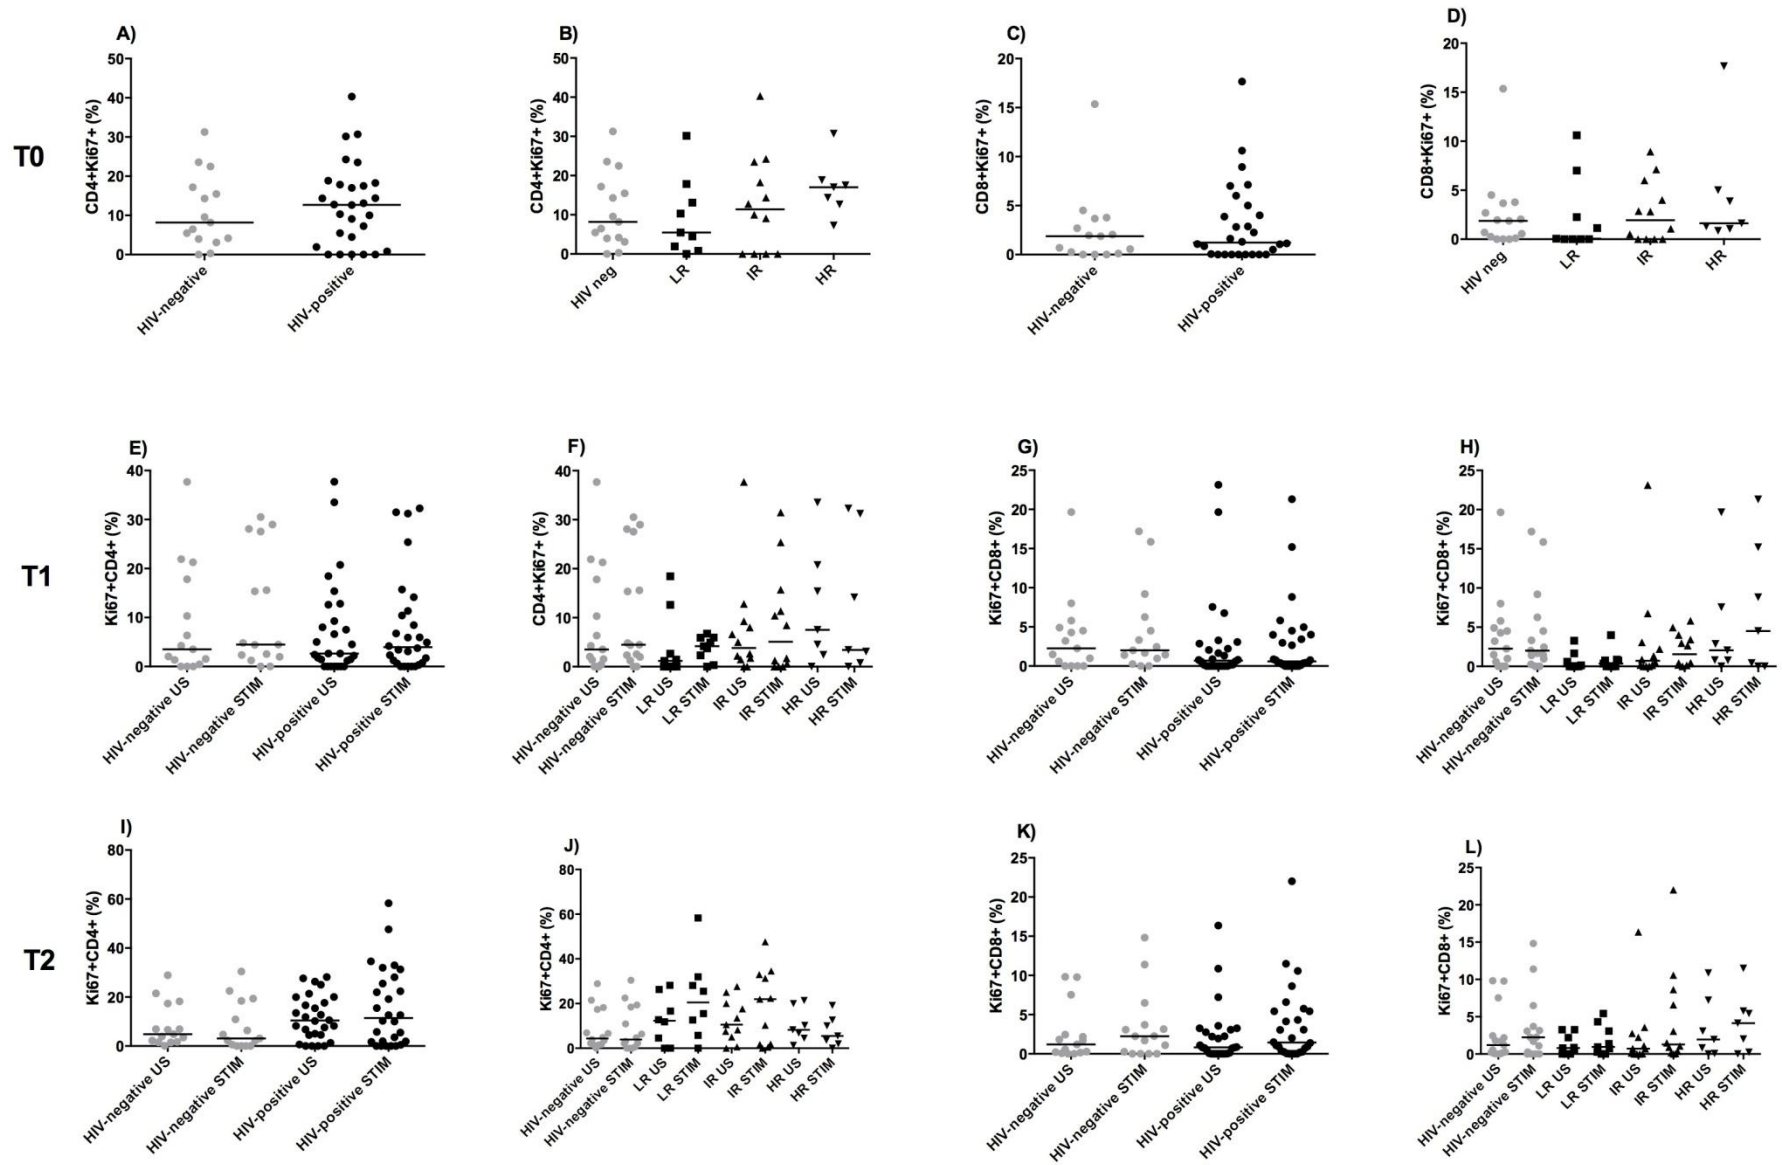 T0
A)
CD4+Ki67+ (%)
50
40
30
20
10
0
HIV-negative
HIV-positive
B)
CD4+Ki67+ (%)
50
40
30
20
10
0
HIV neg
LR
IR
HR
C)
CD8+Ki67+ (%)
20
15
10
5
0
HIV-negative
HIV-positive
D)
CD8+Ki67+ (%)
20
15
10
5
0
HIV neg
LR
IR
HR
T1
E)
Ki67+CD4+ (%)
40
30
20
10
0
HIV-negative US
HIV-negative STIM
HIV-positive US
HIV-positive STIM
F)
CD4+Ki67+ (%)
40
30
20
10
0
HIV-negative US
HIV-negative STIM
LR US
LR STIM
IR US
IR STIM
HR US
HR STIM
G)
Ki67+CD8+ (%)
25
20
15
10
5
0
HIV-negative US
HIV-negative STIM
HIV-positive US
HIV-positive STIM
H)
Ki67+CD8+ (%)
25
20
15
10
5
0
HIV-negative US
HIV-negative STIM
LR US
LR STIM
IR US
IR STIM
HR US
HR STIM
T2
I)
Ki67+CD4+ (%)
80
60
40
20
0
HIV-negative US
HIV-negative STIM
HIV-positive US
HIV-positive STIM
J)
Ki67+CD4+ (%)
80
60
40
20
0
HIV-negative US
HIV-negative STIM
LR US
LR STIM
IR US
IR STIM
HR US
HR STIM
K)
Ki67+CD8+ (%)
25
20
15
10
5
0
HIV-negative US
HIV-negative STIM
HIV-positive US
HIV-positive STIM
L)
Ki67+CD8+ (%)
25
20
15
10
5
0
HIV-negative US
HIV-negative STIM
LR US
LR STIM
IR US
IR STIM
HR US
HR STIM